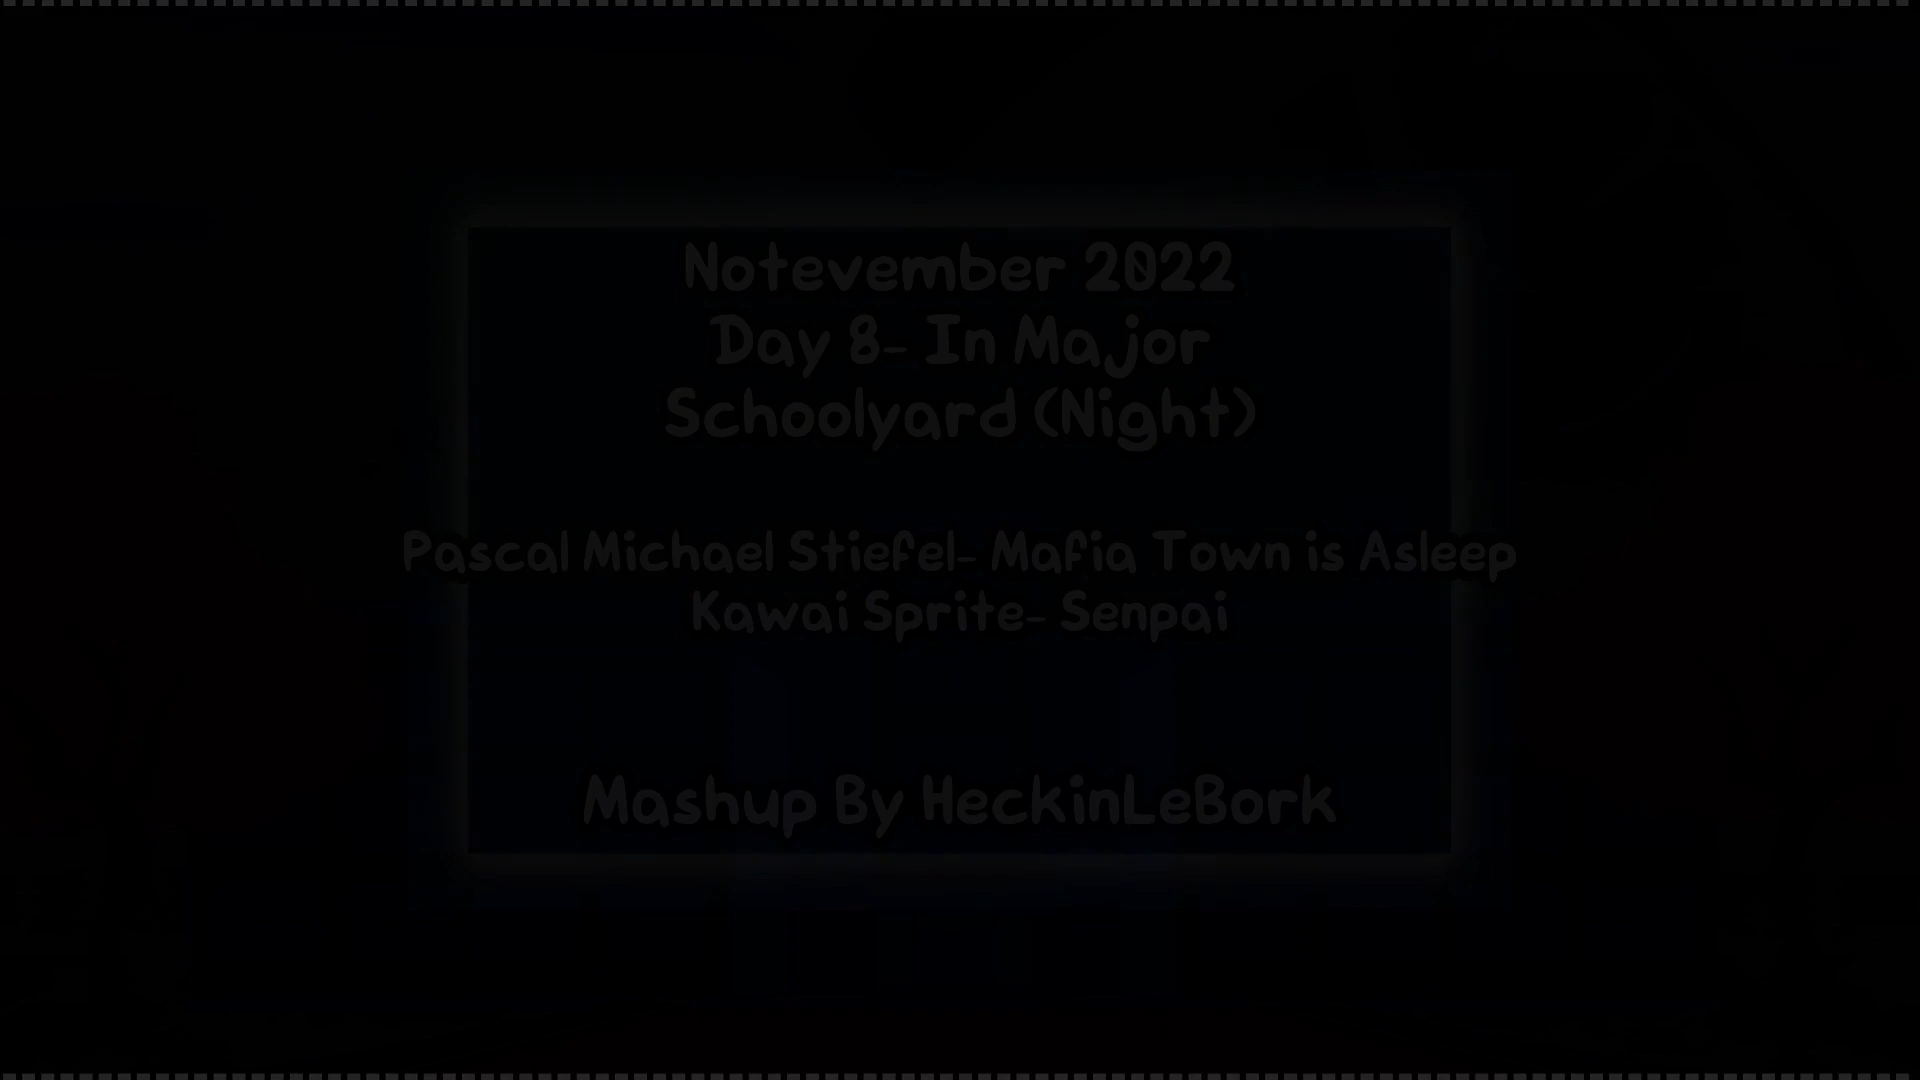 Notevember 2022
Day 8- In Major
Schoolyard (Night)
Pascal Michael Stiefel- Mafia Town is Asleep
Kawai Sprite- Senpai
Mashup By HeckinLeBork